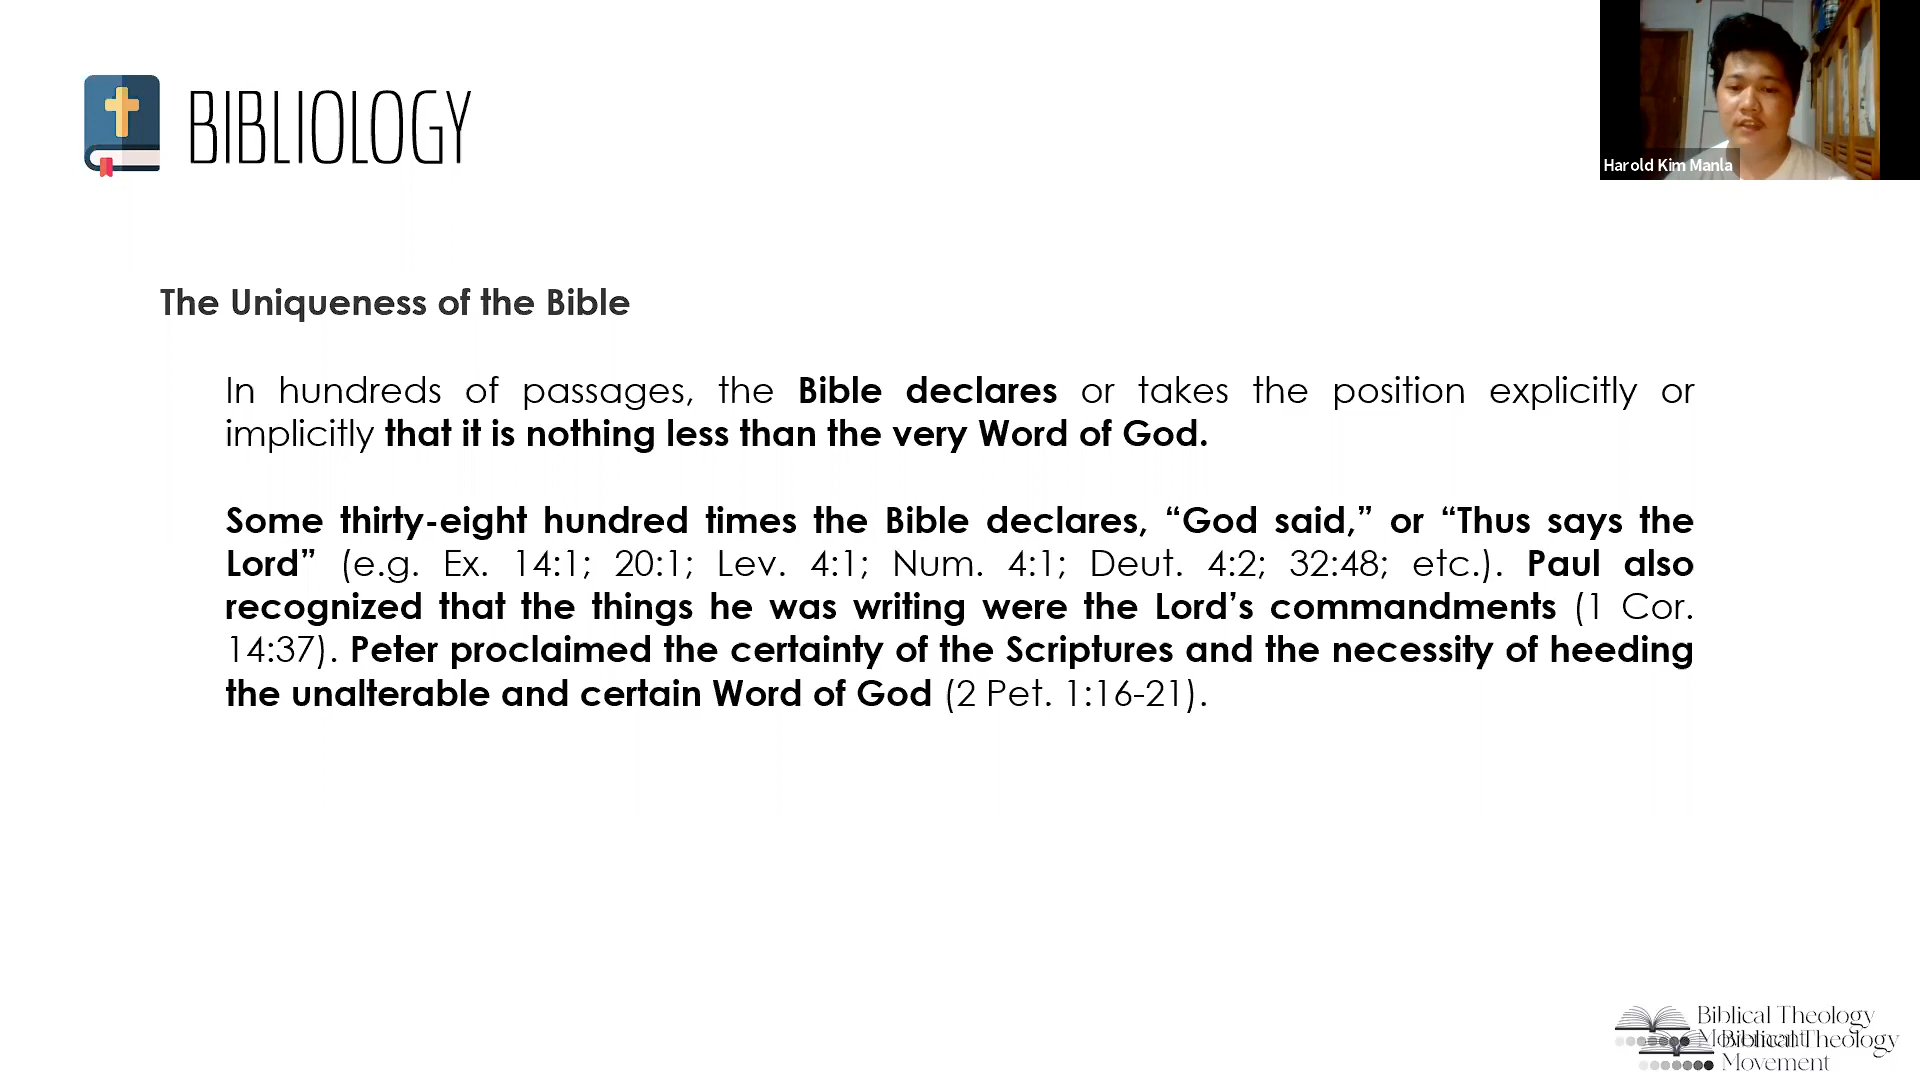 BIBLIOLOGY
Harold Kim Manla
The Uniqueness of the Bible
In hundreds of passages, the Bible declares or takes the position explicitly or
implicitly that it is nothing less than the very Word of God.
Some thirty-eight hundred times the Bible declares, “God said,” or “Thus says the
Lord” (e.g. Ex. 14:1; 20:1; Lev. 4:1; Num. 4:1; Deut. 4:2; 32:48; etc.). Paul also
recognized that the things he was writing were the Lord’s commandments (1 Cor.
14:37). Peter proclaimed the certainty of the Scriptures and the necessity of heeding
the unalterable and certain Word of God (2 Pet. 1:16-21).
Biblical Theology
Movement
Biblical Theology
Movement